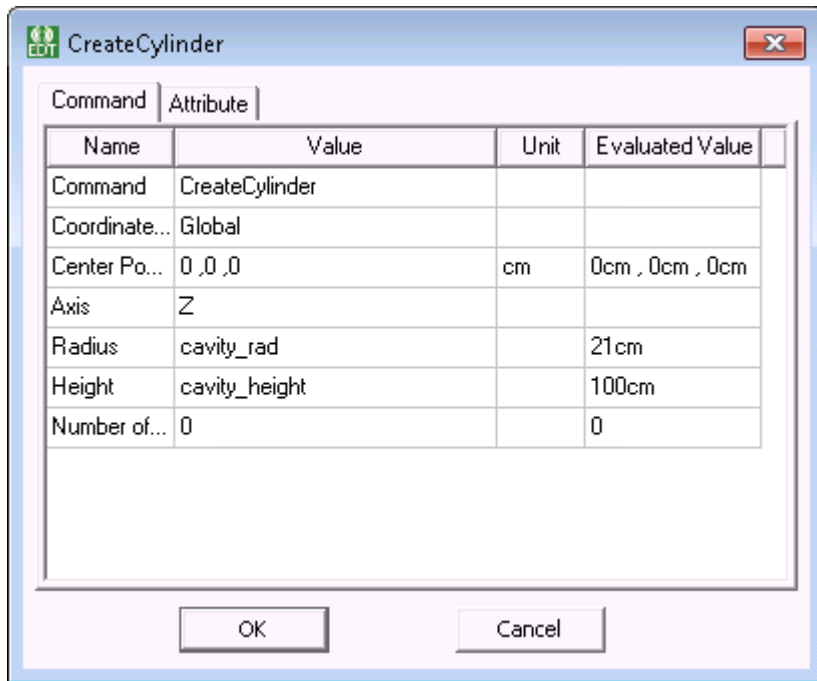 EDT CreateCylinder
Command Attribute
Name Value Unit Evaluated Value
Command CreateCylinder
Coordinate... Global
Center Po... 0 ,0 ,0 cm 0cm , 0cm , 0cm
Axis Z
Radius cavity_rad 21cm
Height cavity_height 100cm
Number of... 0 0
OK Cancel